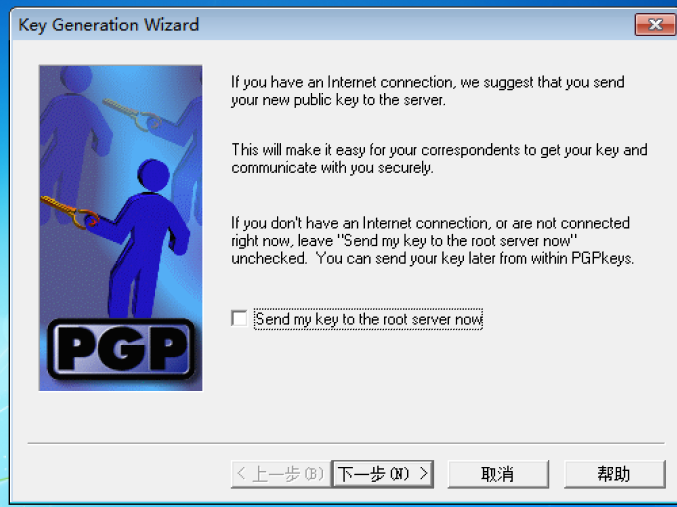 Key Generation Wizard
If you have an Internet connection, we suggest that you send
your new public key to the server.
This will make it easy for your correspondents to get your key and
communicate with you securely.
If you don't have an Internet connection, or are not connected
right now, leave "Send my key to the root server now"
unchecked.  You can send your key later from within PGPkeys.
Send my key to the root server now
PGP
< 上一步(B) 下一步(N) > 取消 帮助